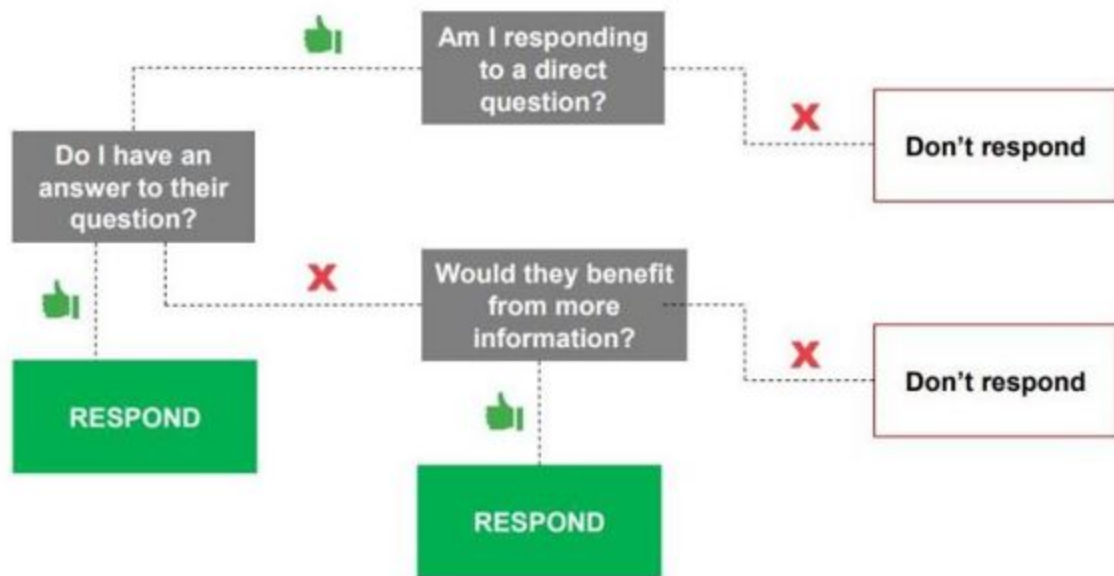 Am I responding
to a direct
question?
Don't respond
Do I have an
answer to their
question?
Would they benefit
from more
information?
Don't respond
RESPOND
RESPOND